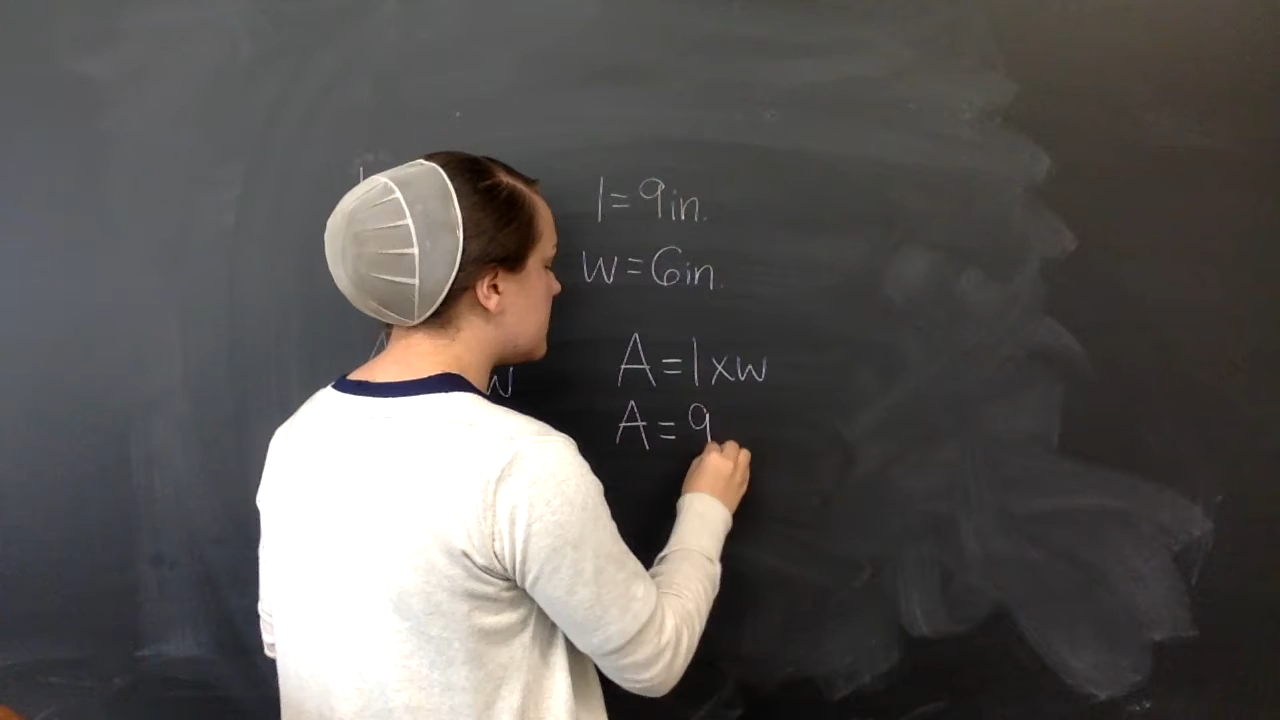 l = 9in.
w = 6in.
A = l x w
A = 9
w